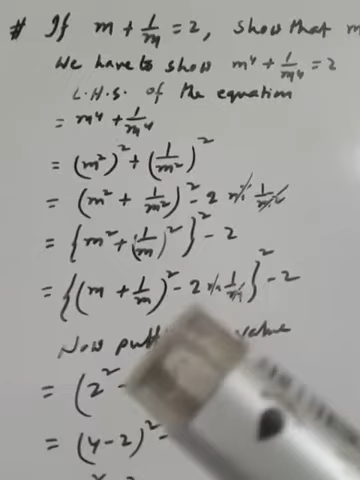 # If m + 1/m = 2, show that m
We have to show m⁴ + 1/m⁴ = 2
L.H.S. of the equation
= m⁴ + 1/m⁴
= (m²)² + (1/m²)²
= (m² + 1/m²)² - 2 m² 1/m²
= {m² + (1/m)²}² - 2
= {(m + 1/m)² - 2 m 1/m}² - 2
Now value
= (2² -
= (4-2)² -